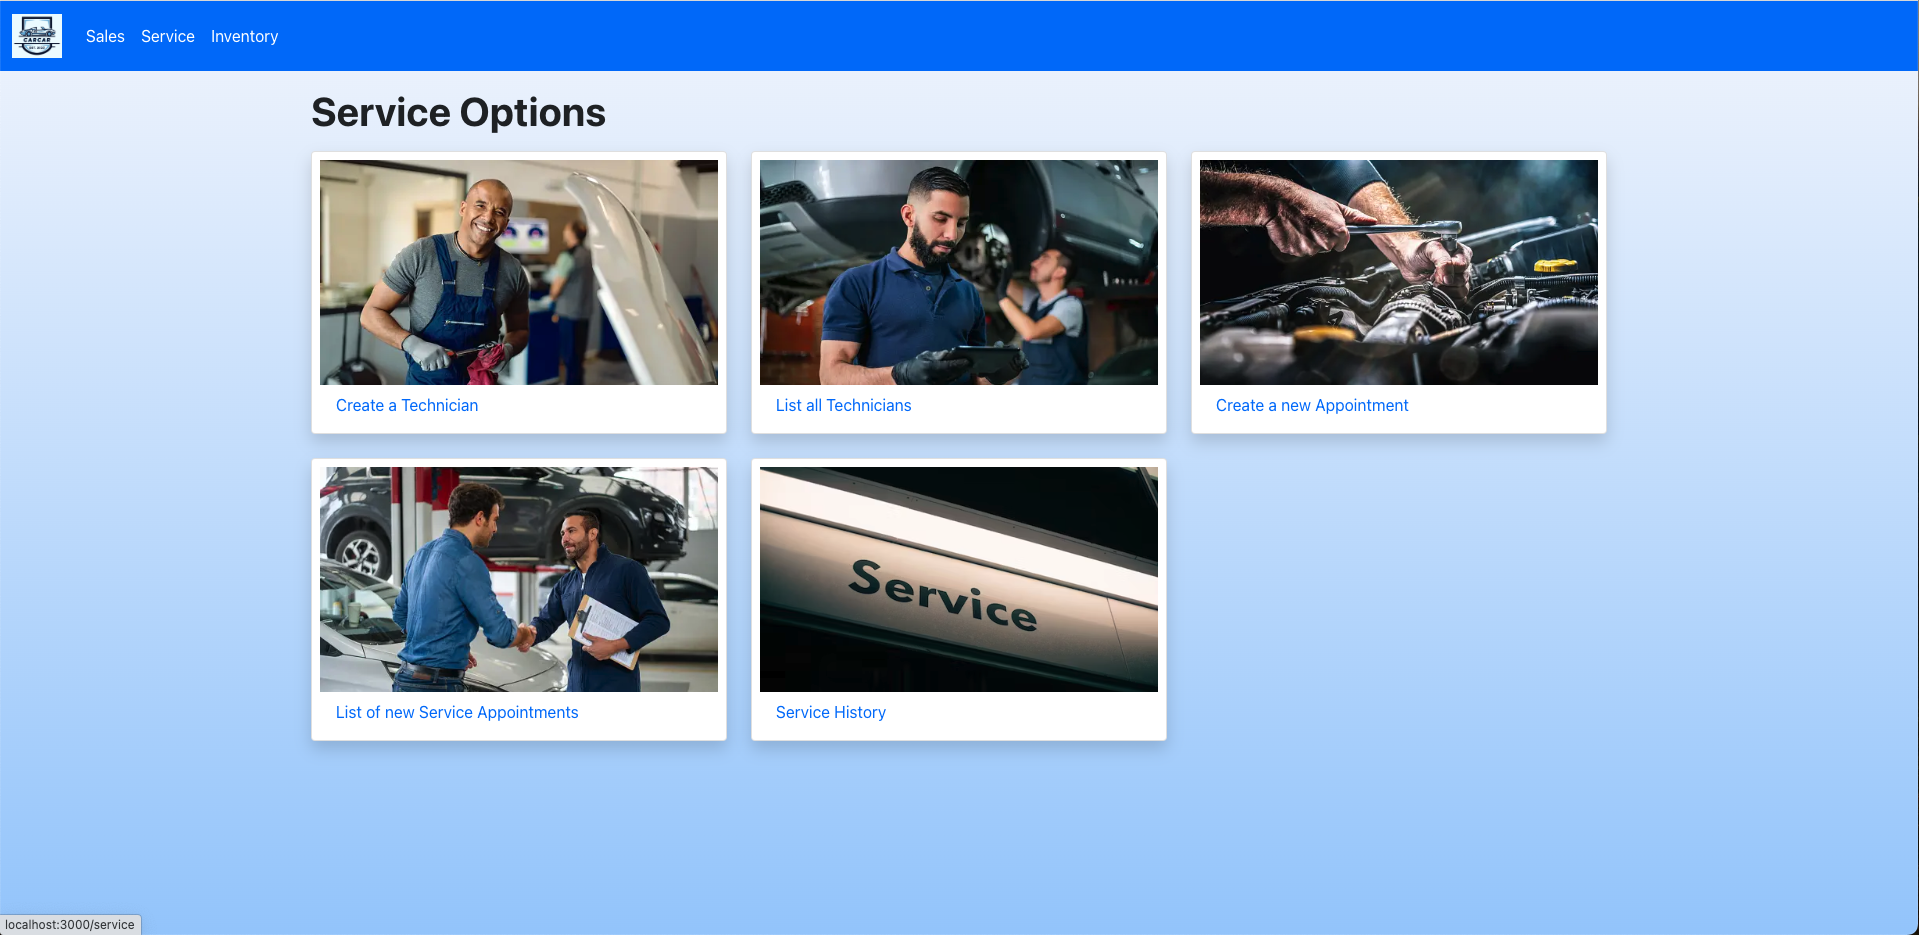 CARCAR
Sales
Service
Inventory
Service Options
Create a Technician
List all Technicians
Create a new Appointment
Service
List of new Service Appointments
Service History
localhost:3000/service